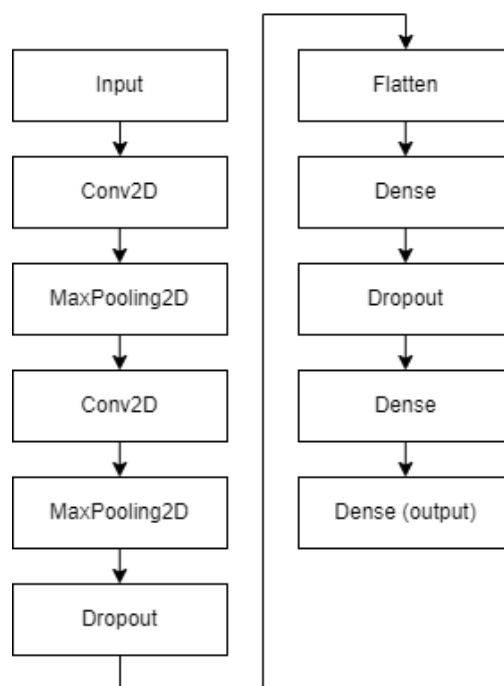 Input
Conv2D
MaxPooling2D
Conv2D
MaxPooling2D
Dropout
Flatten
Dense
Dropout
Dense
Dense (output)